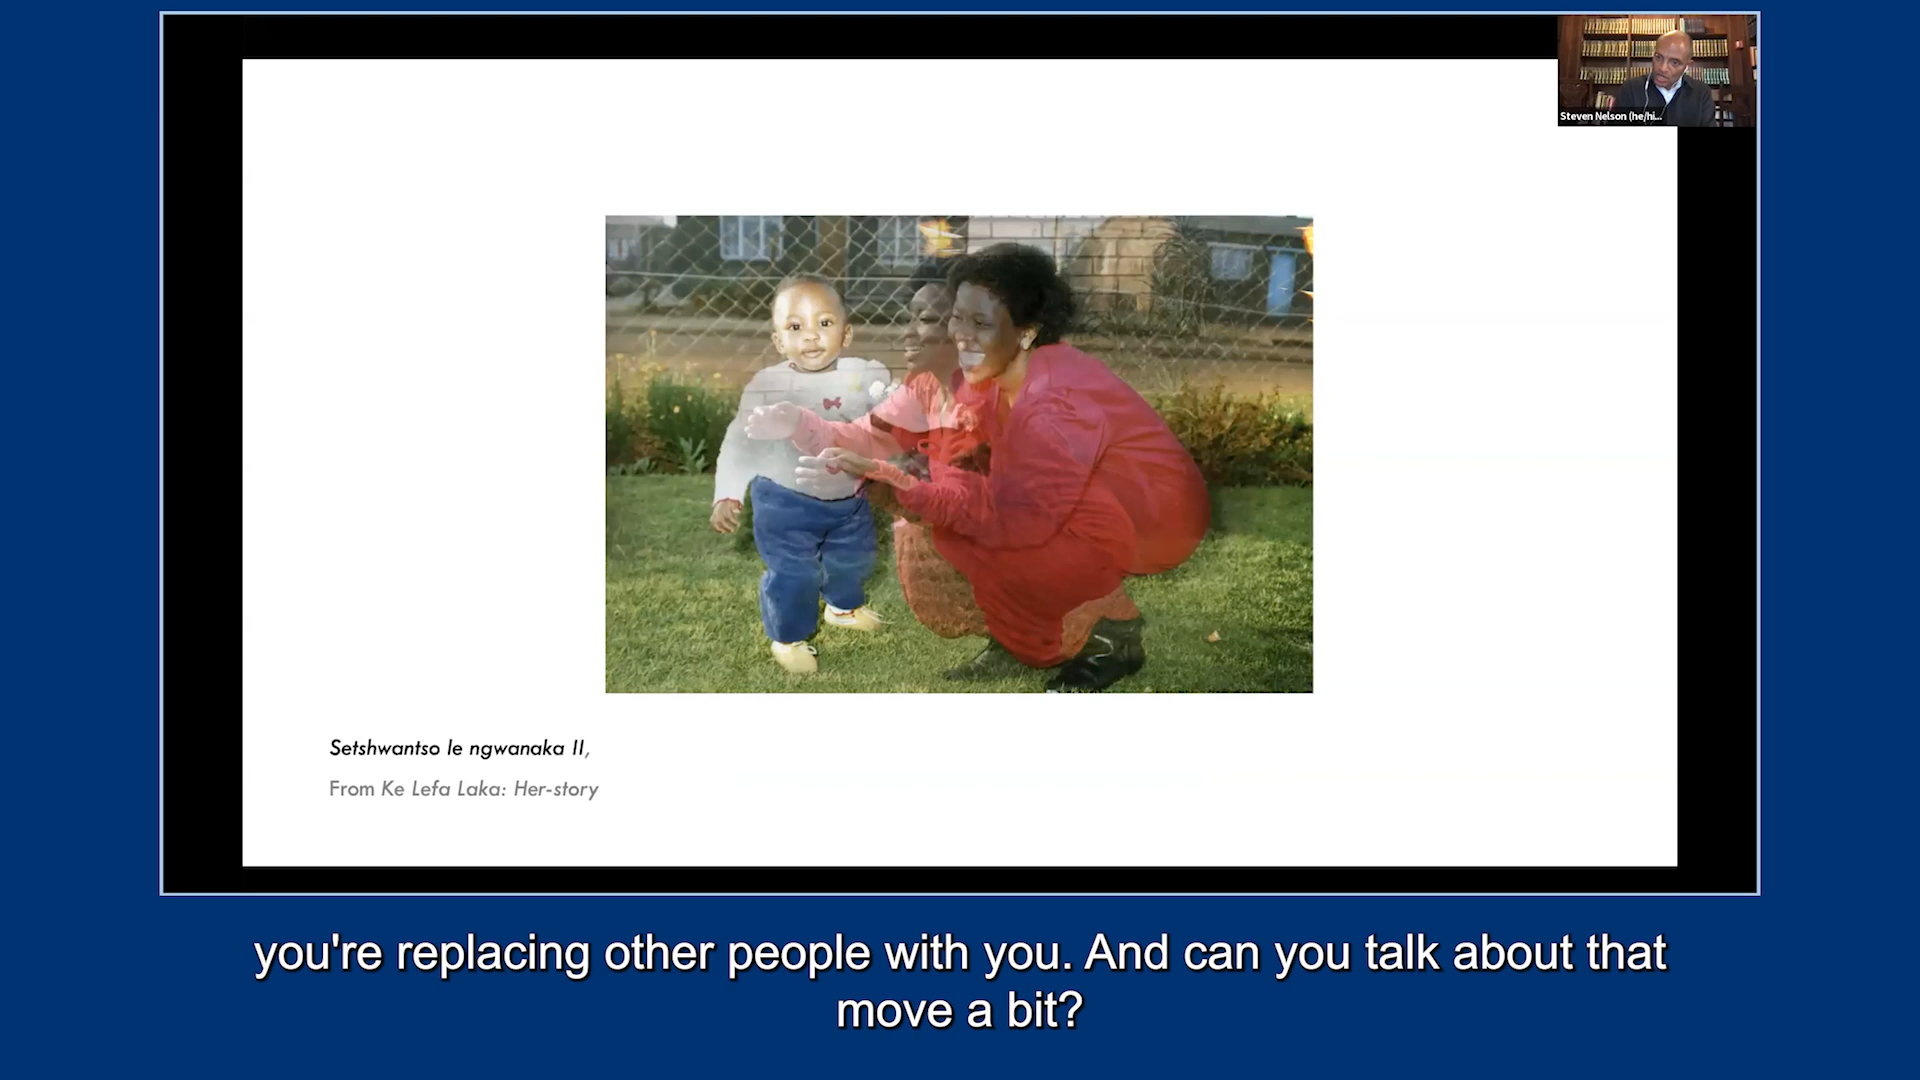 Steven Nelson (he/hi...
Setshwantso le ngwanaka II,
From Ke Lefa Laka: Her-story
you're replacing other people with you. And can you talk about that
move a bit?